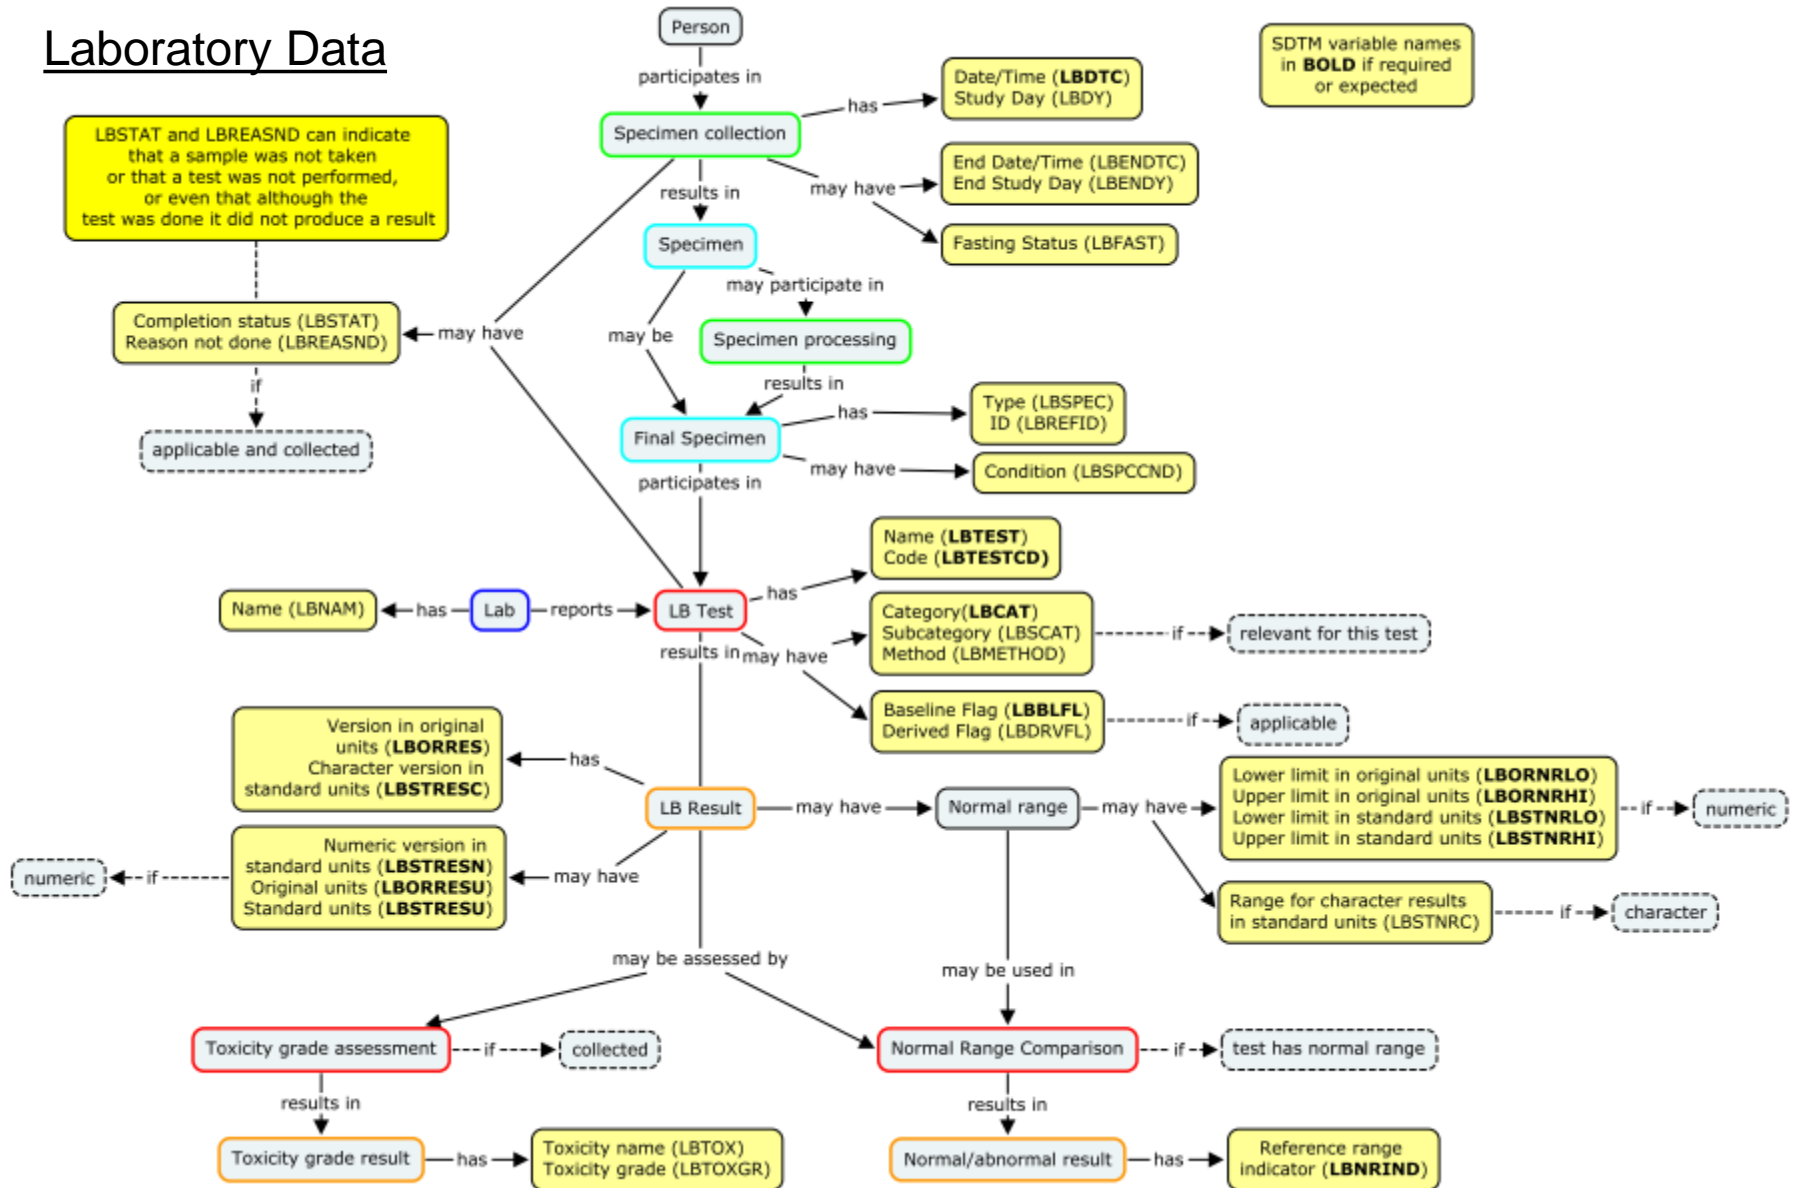 Laboratory Data
Person
SDTM variable names
in BOLD if required
or expected
participates in
Date/Time (LBDTC)
Study Day (LBDY)
has
Specimen collection
LBSTAT and LBREASND can indicate
that a sample was not taken
or that a test was not performed,
or even that although the
test was done it did not produce a result
End Date/Time (LBENDTC)
End Study Day (LBENDY)
results in
may have
Specimen
Fasting Status (LBFAST)
may participate in
Completion status (LBSTAT)
Reason not done (LBREASND)
may have
may be
Specimen processing
if
results in
applicable and collected
Final Specimen
has
Type (LBSPEC)
ID (LBREFID)
may have
Condition (LBSPCCND)
participates in
Name (LBTEST)
Code (LBTESTCD)
has
Name (LBNAM)
has
Lab
reports
LB Test
Category(LBCAT)
Subcategory (LBSCAT)
Method (LBMETHOD)
if
relevant for this test
results in
may have
Baseline Flag (LBBLFL)
Derived Flag (LBDRVFL)
if
applicable
Version in original
units (LBORRES)
Character version in
standard units (LBSTRESC)
has
LB Result
may have
Normal range
may have
Lower limit in original units (LBORNRLO)
Upper limit in original units (LBORNRHI)
Lower limit in standard units (LBSTNRLO)
Upper limit in standard units (LBSTNRHI)
if
numeric
numeric
if
Numeric version in
standard units (LBSTRESN)
Original units (LBORRESU)
Standard units (LBSTRESU)
may have
Range for character results
in standard units (LBSTNRC)
if
character
may be assessed by
may be used in
Toxicity grade assessment
if
collected
Normal Range Comparison
if
test has normal range
results in
results in
Toxicity grade result
has
Toxicity name (LBTOX)
Toxicity grade (LBTOXGR)
Normal/abnormal result
has
Reference range
indicator (LBNRIND)